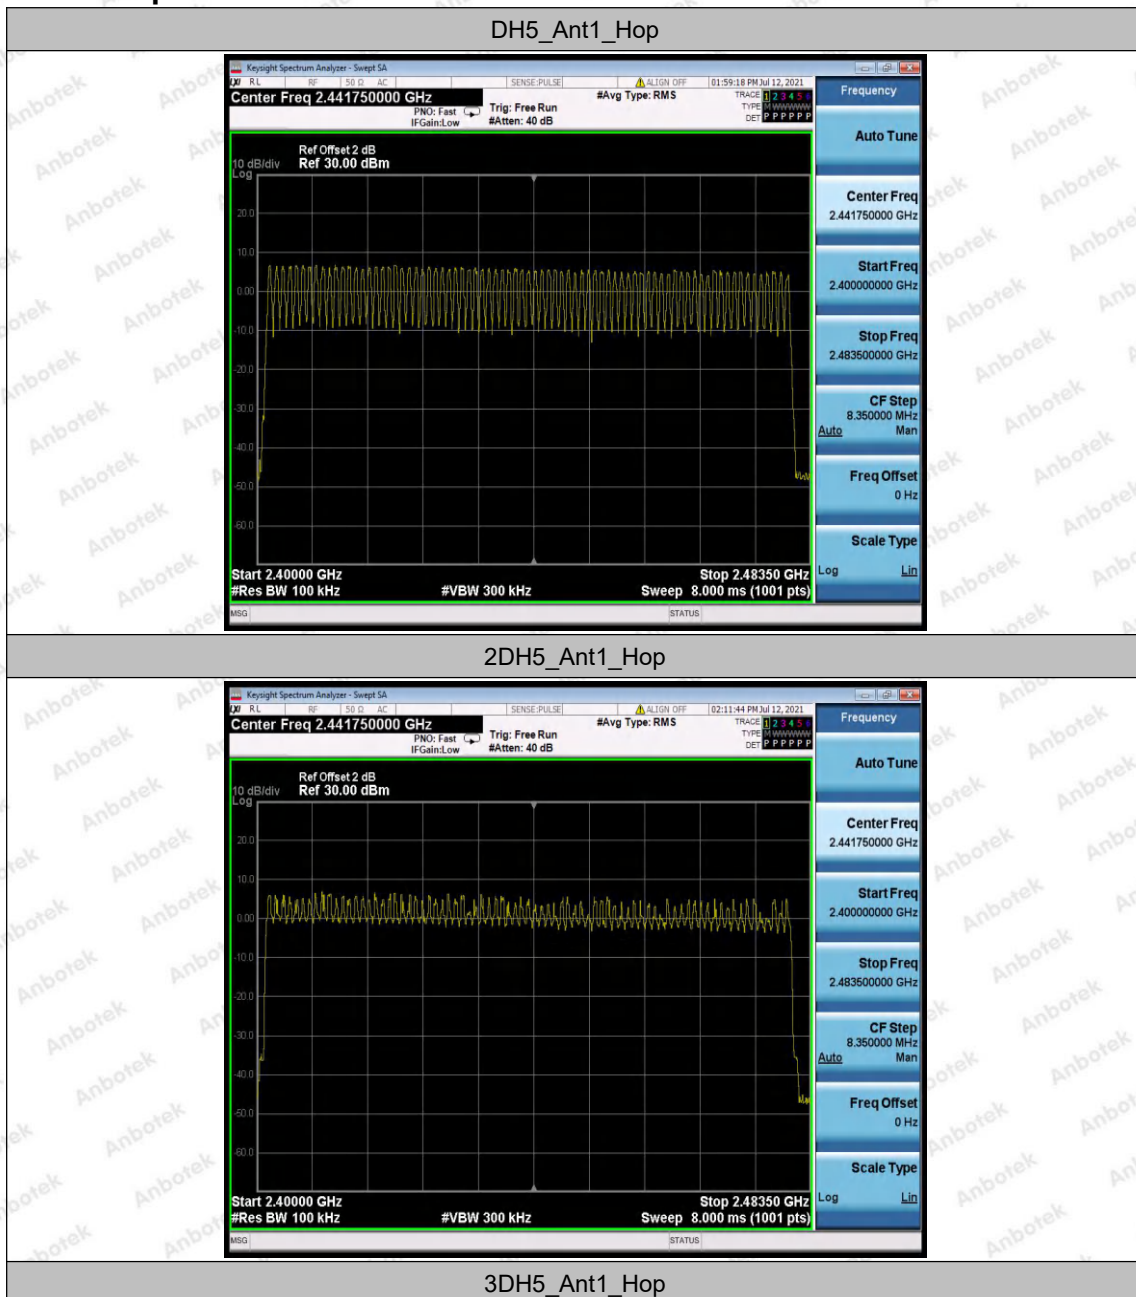 DH5_Ant1_Hop
Keysight Spectrum Analyzer - Swept SA
RL RF 50 Ω AC SENSE:PULSE ALIGN OFF 01:59:18 PM Jul 12, 2021
Center Freq 2.441750000 GHz
PNO: Fast
IFGain:Low
Trig: Free Run
#Atten: 40 dB
#Avg Type: RMS
TRACE 1 2 3 4 5 6
TYPE M WWWWW
DET P P P P P P
Ref Offset 2 dB
10 dB/div Ref 30.00 dBm
Log
20.0
10.0
0.00
-10.0
-20.0
-30.0
-40.0
-50.0
-60.0
Start 2.40000 GHz Stop 2.48350 GHz
#Res BW 100 kHz #VBW 300 kHz Sweep 8.000 ms (1001 pts)
MSG STATUS
Frequency
Auto Tune
Center Freq
2.441750000 GHz
Start Freq
2.400000000 GHz
Stop Freq
2.483500000 GHz
CF Step
8.350000 MHz
Auto Man
Freq Offset
0 Hz
Scale Type
Log Lin
2DH5_Ant1_Hop
Keysight Spectrum Analyzer - Swept SA
RL RF 50 Ω AC SENSE:PULSE ALIGN OFF 02:11:44 PM Jul 12, 2021
Center Freq 2.441750000 GHz
PNO: Fast
IFGain:Low
Trig: Free Run
#Atten: 40 dB
#Avg Type: RMS
TRACE 1 2 3 4 5 6
TYPE M WWWWW
DET P P P P P P
Ref Offset 2 dB
10 dB/div Ref 30.00 dBm
Log
20.0
10.0
0.00
-10.0
-20.0
-30.0
-40.0
-50.0
-60.0
Start 2.40000 GHz Stop 2.48350 GHz
#Res BW 100 kHz #VBW 300 kHz Sweep 8.000 ms (1001 pts)
MSG STATUS
Frequency
Auto Tune
Center Freq
2.441750000 GHz
Start Freq
2.400000000 GHz
Stop Freq
2.483500000 GHz
CF Step
8.350000 MHz
Auto Man
Freq Offset
0 Hz
Scale Type
Log Lin
3DH5_Ant1_Hop
Anbotek